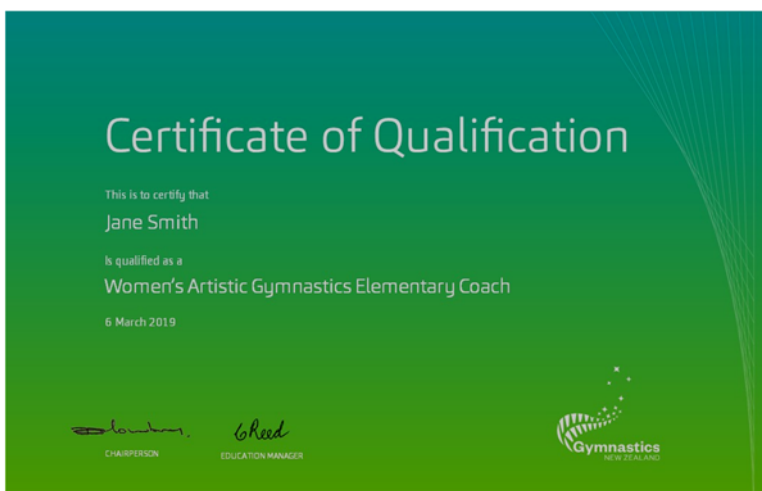 Certificate of Qualification
This is to certify that
Jane Smith
Is qualified as a
Women's Artistic Gymnastics Elementary Coach
6 March 2019
GReed
CHAIRPERSON
EDUCATION MANAGER
Gymnastics
NEW ZEALAND